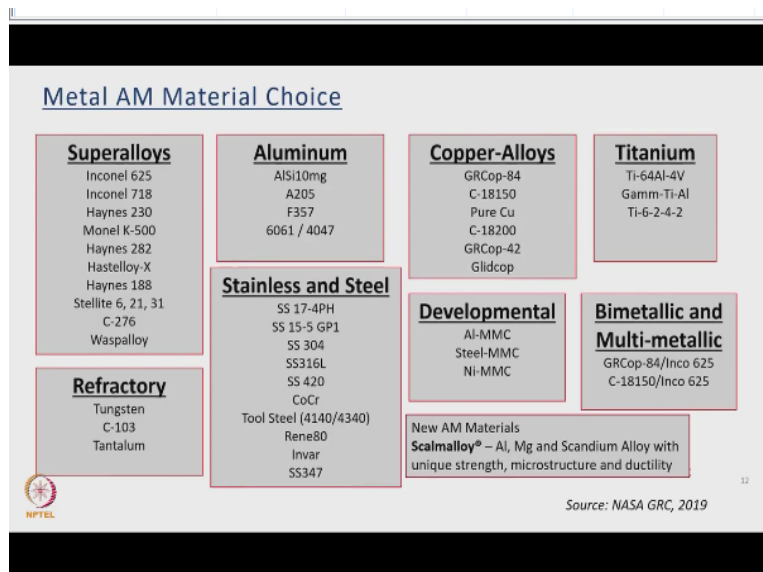 Metal AM Material Choice
Superalloys
Inconel 625
Inconel 718
Haynes 230
Monel K-500
Haynes 282
Hastelloy-X
Haynes 188
Stellite 6, 21, 31
C-276
Waspalloy
Refractory
Tungsten
C-103
Tantalum
Aluminum
AlSi10mg
A205
F357
6061 / 4047
Stainless and Steel
SS 17-4PH
SS 15-5 GP1
SS 304
SS316L
SS 420
CoCr
Tool Steel (4140/4340)
Rene80
Invar
SS347
Copper-Alloys
GRCop-84
C-18150
Pure Cu
C-18200
GRCop-42
Glidcop
Titanium
Ti-64Al-4V
Gamm-Ti-Al
Ti-6-2-4-2
Developmental
Al-MMC
Steel-MMC
Ni-MMC
Bimetallic and
Multi-metallic
GRCop-84/Inco 625
C-18150/Inco 625
New AM Materials
Scalmalloy® – Al, Mg and Scandium Alloy with
unique strength, microstructure and ductility
12
Source: NASA GRC, 2019
NPTEL